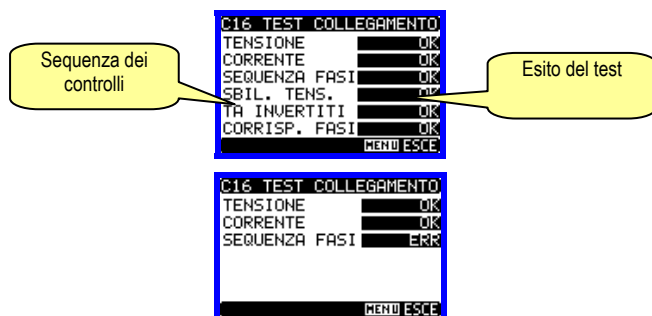 C16 TEST COLLEGAMENTO
TENSIONE OK
CORRENTE OK
SEQUENZA FASI OK
SBIL. TENS. OK
TA INVERTITI OK
CORRISP. FASI OK
MENU ESCE
Sequenza dei
controlli
Esito del test
C16 TEST COLLEGAMENTO
TENSIONE OK
CORRENTE OK
SEQUENZA FASI ERR
MENU ESCE